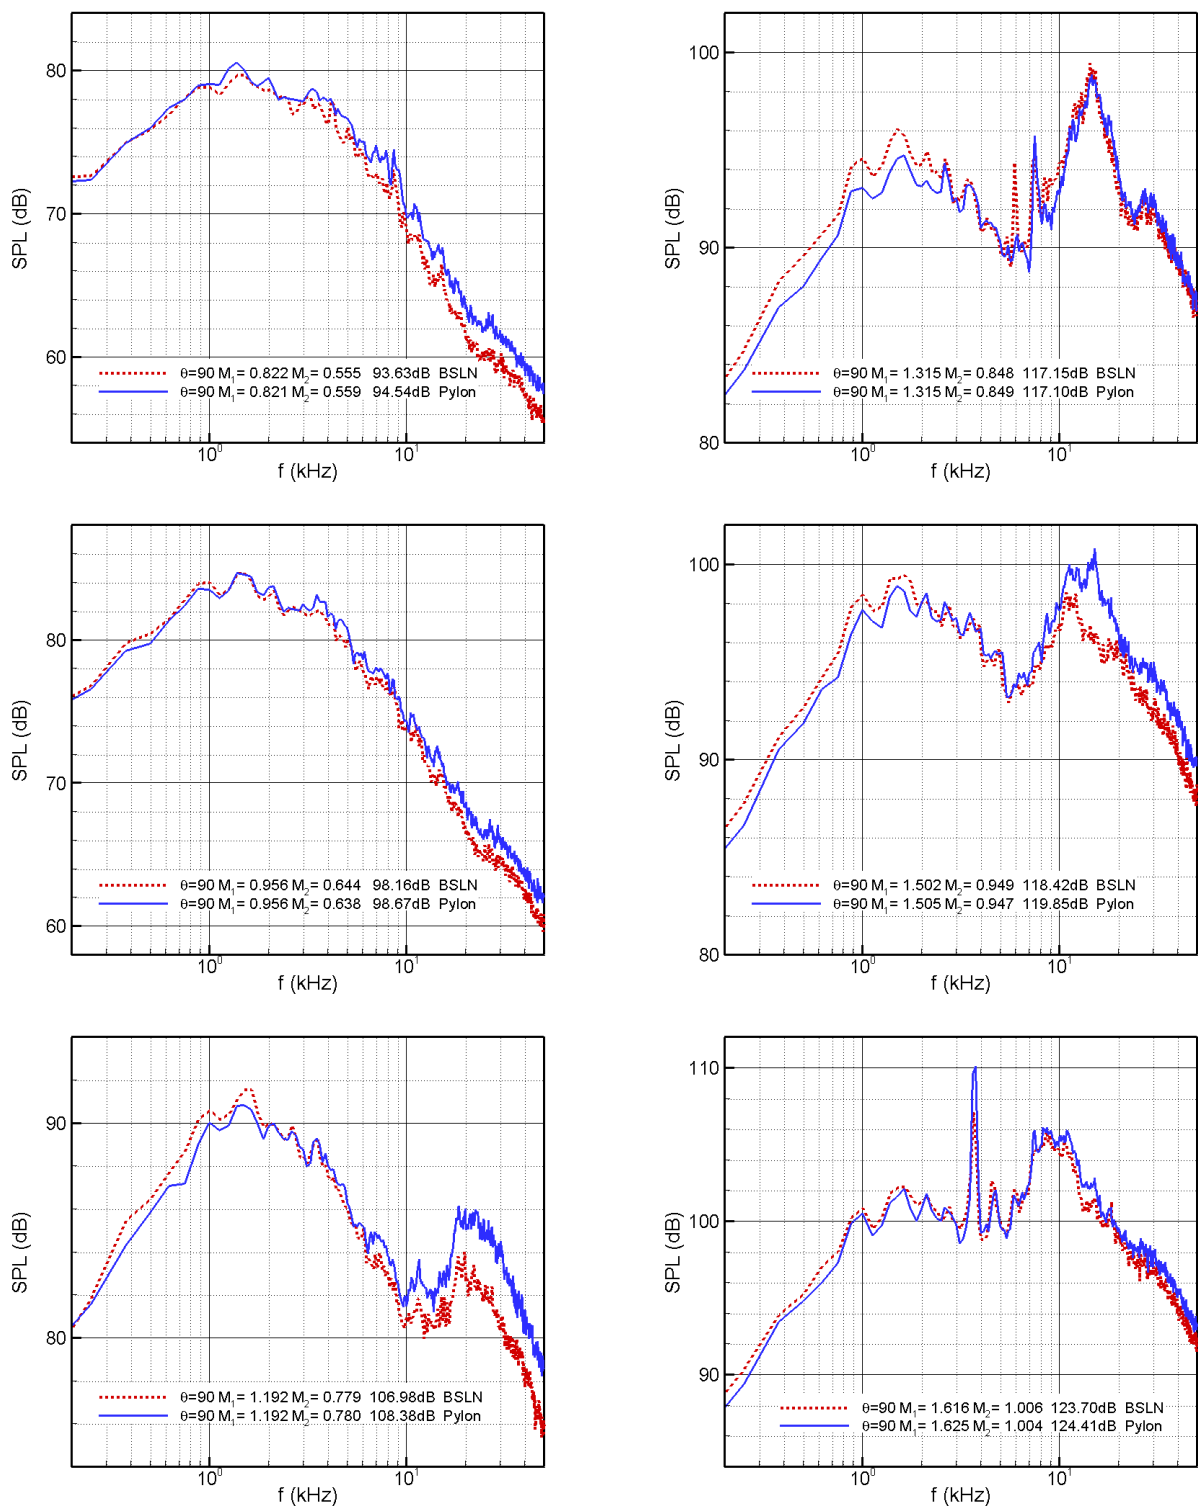 80
70
60
SPL (dB)
θ=90 M₁= 0.822 M₂= 0.555 93.63dB BSLN
θ=90 M₁= 0.821 M₂= 0.559 94.54dB Pylon
10⁰ 10¹
f (kHz)
100
90
80
SPL (dB)
θ=90 M₁= 1.315 M₂= 0.848 117.15dB BSLN
θ=90 M₁= 1.315 M₂= 0.849 117.10dB Pylon
10⁰ 10¹
f (kHz)
80
70
60
SPL (dB)
θ=90 M₁= 0.956 M₂= 0.644 98.16dB BSLN
θ=90 M₁= 0.956 M₂= 0.638 98.67dB Pylon
10⁰ 10¹
f (kHz)
100
90
80
SPL (dB)
θ=90 M₁= 1.502 M₂= 0.949 118.42dB BSLN
θ=90 M₁= 1.505 M₂= 0.947 119.85dB Pylon
10⁰ 10¹
f (kHz)
90
80
SPL (dB)
θ=90 M₁= 1.192 M₂= 0.779 106.98dB BSLN
θ=90 M₁= 1.192 M₂= 0.780 108.38dB Pylon
10⁰ 10¹
f (kHz)
110
100
90
SPL (dB)
θ=90 M₁= 1.616 M₂= 1.006 123.70dB BSLN
θ=90 M₁= 1.625 M₂= 1.004 124.41dB Pylon
10⁰ 10¹
f (kHz)